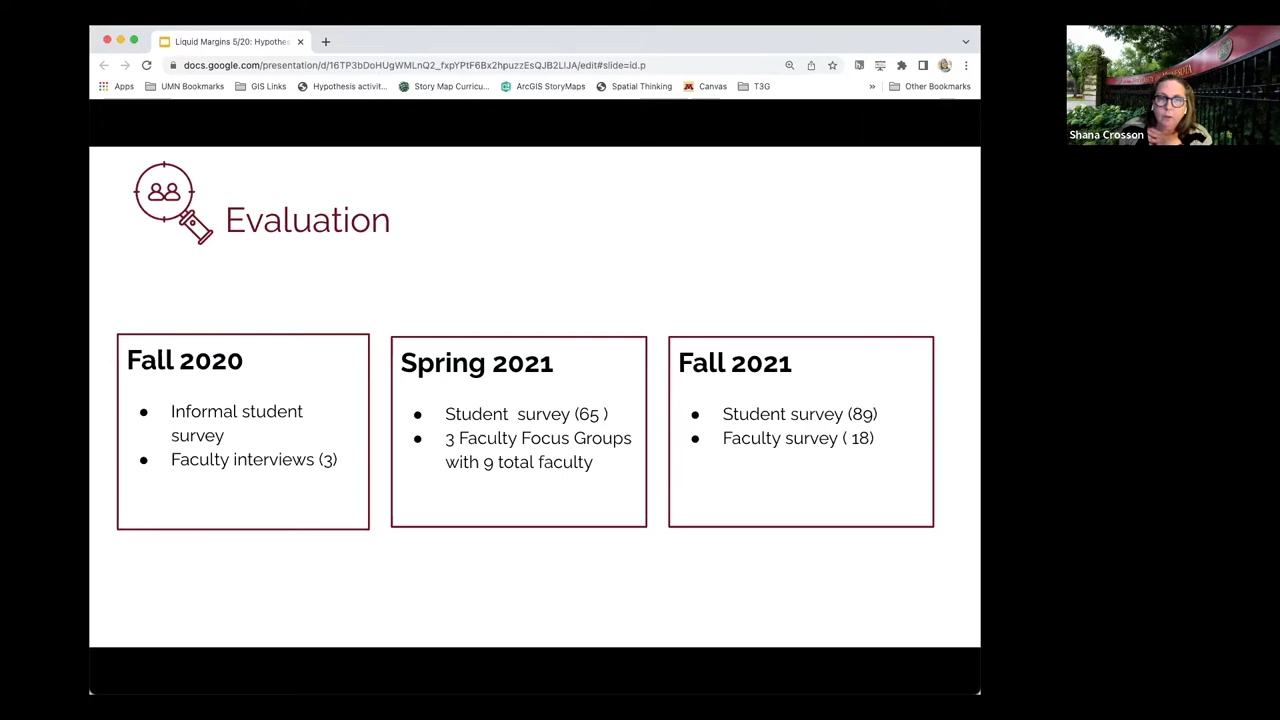 Liquid Margins 5/20: Hypothes
docs.google.com/presentation/d/16TP3bDoHUgWMLnQ2_fxpYPtF6Bx2hpuzzEsQJB2LIJA/edit#slide=id.p
Apps
UMN Bookmarks
GIS Links
Hypothesis activit...
Story Map Curricu...
ArcGIS StoryMaps
Spatial Thinking
Canvas
T3G
»
Other Bookmarks
Shana Crosson
Evaluation
Fall 2020
● Informal student
survey
● Faculty interviews (3)
Spring 2021
● Student survey (65 )
● 3 Faculty Focus Groups
with 9 total faculty
Fall 2021
● Student survey (89)
● Faculty survey ( 18)